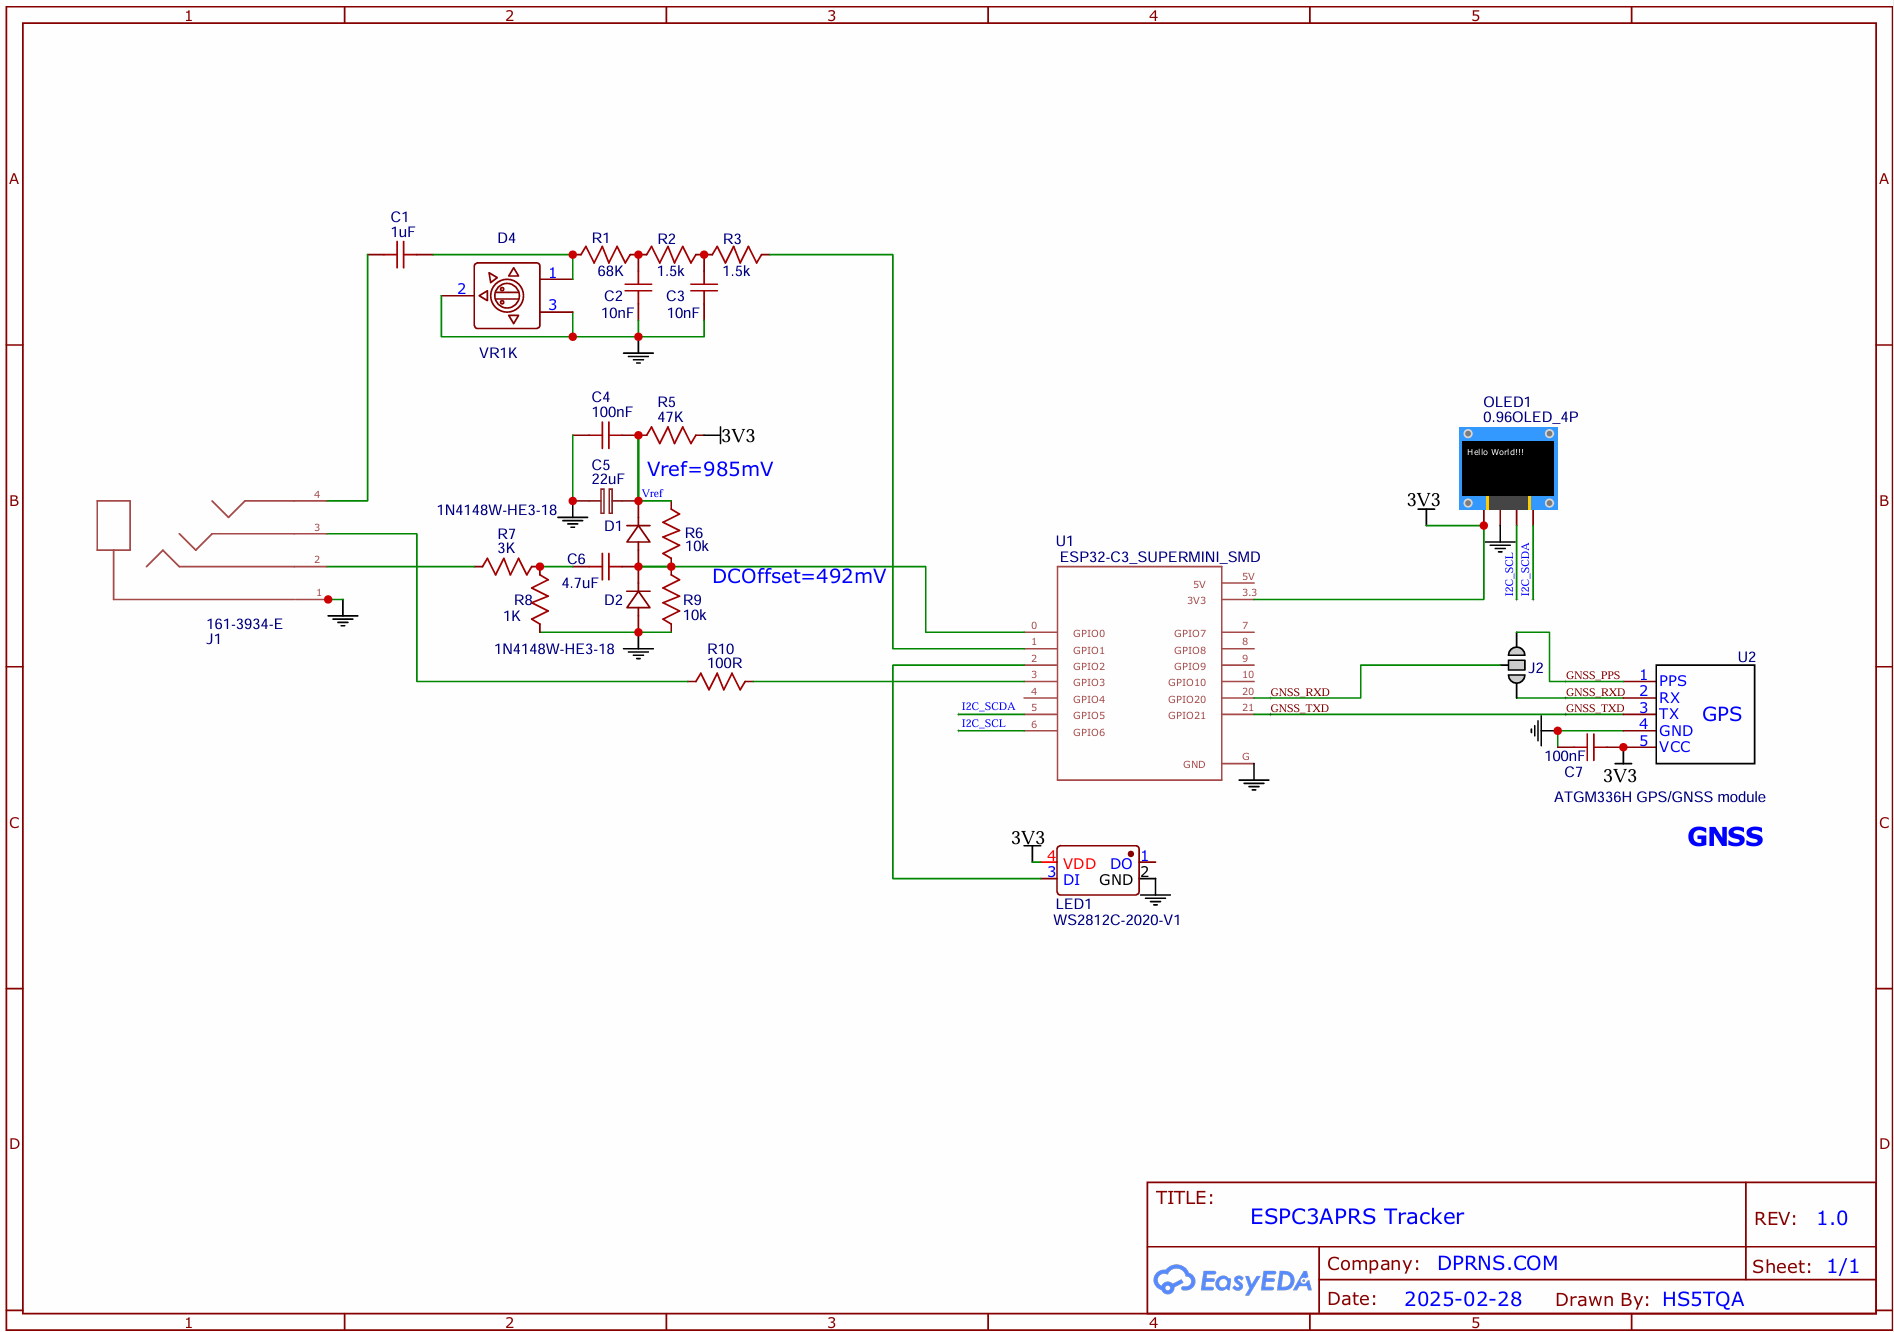 1 2 3 4 5
A A
C1
1uF
D4
R1 R2 R3
68K 1.5k 1.5k
1
2
3
C2 C3
10nF 10nF
VR1K
C4
100nF
R5
47K
3V3
Vref=985mV
C5
22uF
Vref
1N4148W-HE3-18
D1
R6
10k
R7
3K
C6
4.7uF
DCOffset=492mV
R8
1K
D2
R9
10k
1N4148W-HE3-18
R10
100R
B B
4
3
2
1
161-3934-E
J1
OLED1
0.96OLED_4P
Hello World!!!
3V3
I2C_SCL
I2C_SCDA
U1
ESP32-C3_SUPERMINI_SMD
5V 5V
3V3 3.3
0 GPIO0 GPIO7 7
1 GPIO1 GPIO8 8
2 GPIO2 GPIO9 9
3 GPIO3 GPIO10 10
4 GPIO4 GPIO20 20 GNSS_RXD
I2C_SCDA 5 GPIO5 GPIO21 21 GNSS_TXD
I2C_SCL 6 GPIO6
GND G
J2
U2
GNSS_PPS 1 PPS
GNSS_RXD 2 RX
GNSS_TXD 3 TX
GPS
4 GND
5 VCC
100nF
C7
3V3
ATGM336H GPS/GNSS module
GNSS
C C
3V3
4 VDD DO 1
3 DI GND 2
LED1
WS2812C-2020-V1
D D
TITLE:
ESPC3APRS Tracker
REV: 1.0
EasyEDA
Company: DPRNS.COM
Sheet: 1/1
Date: 2025-02-28 Drawn By: HS5TQA
1 2 3 4 5